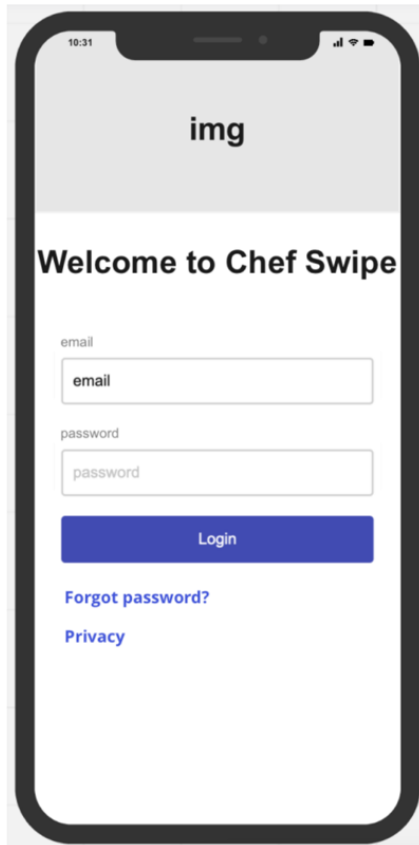 10:31
img
Welcome to Chef Swipe
email
email
password
password
Login
Forgot password?
Privacy